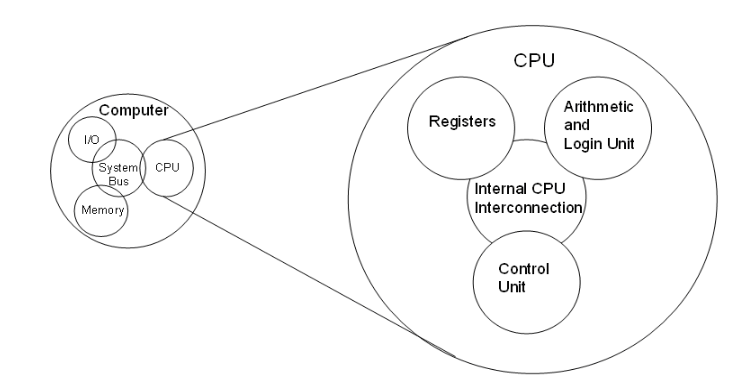 Computer
I/O
System
Bus
CPU
Memory
CPU
Registers
Arithmetic
and
Login Unit
Internal CPU
Interconnection
Control
Unit